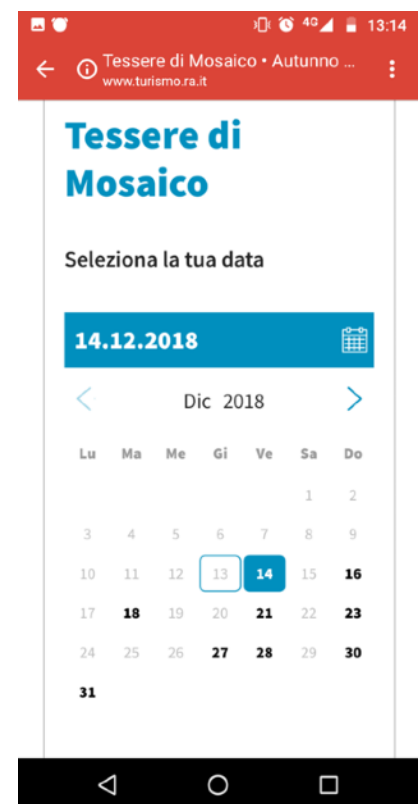 4G 13:14
Tessere di Mosaico • Autunno ...
www.turismo.ra.it
Tessere di
Mosaico
Seleziona la tua data
14.12.2018
Dic 2018
Lu Ma Me Gi Ve Sa Do
1 2
3 4 5 6 7 8 9
10 11 12 13 14 15 16
17 18 19 20 21 22 23
24 25 26 27 28 29 30
31